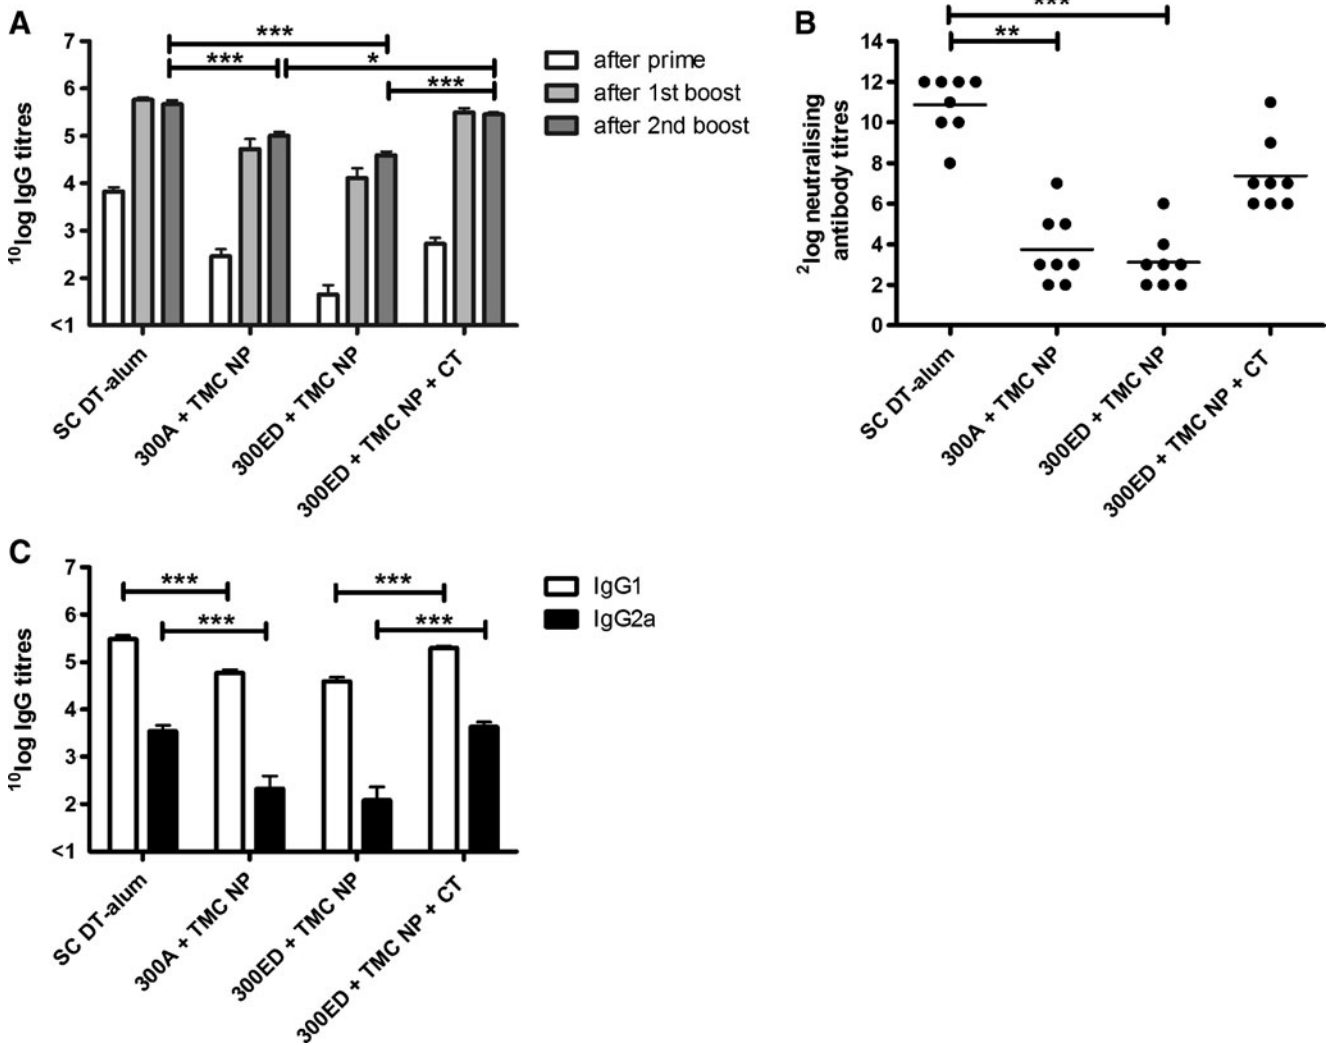 A
7
6
5
4
3
2
<1
¹⁰log IgG titres
***
***
*
***
after prime
after 1st boost
after 2nd boost
SC DT-alum
300A + TMC NP
300ED + TMC NP
300ED + TMC NP + CT
B
14
12
10
8
6
4
2
0
²log neutralising
antibody titres
***
**
SC DT-alum
300A + TMC NP
300ED + TMC NP
300ED + TMC NP + CT
C
7
6
5
4
3
2
<1
¹⁰log IgG titres
***
***
***
***
IgG1
IgG2a
SC DT-alum
300A + TMC NP
300ED + TMC NP
300ED + TMC NP + CT